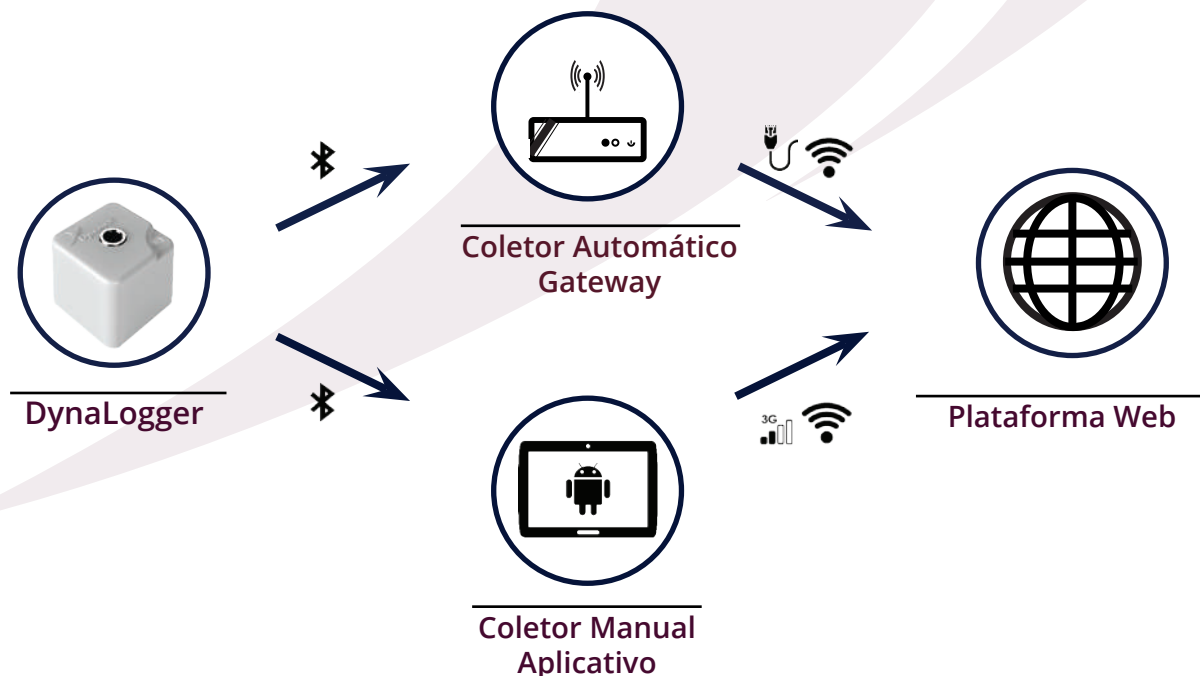 Coletor Automático
Gateway
DynaLogger
3G
Plataforma Web
Coletor Manual
Aplicativo